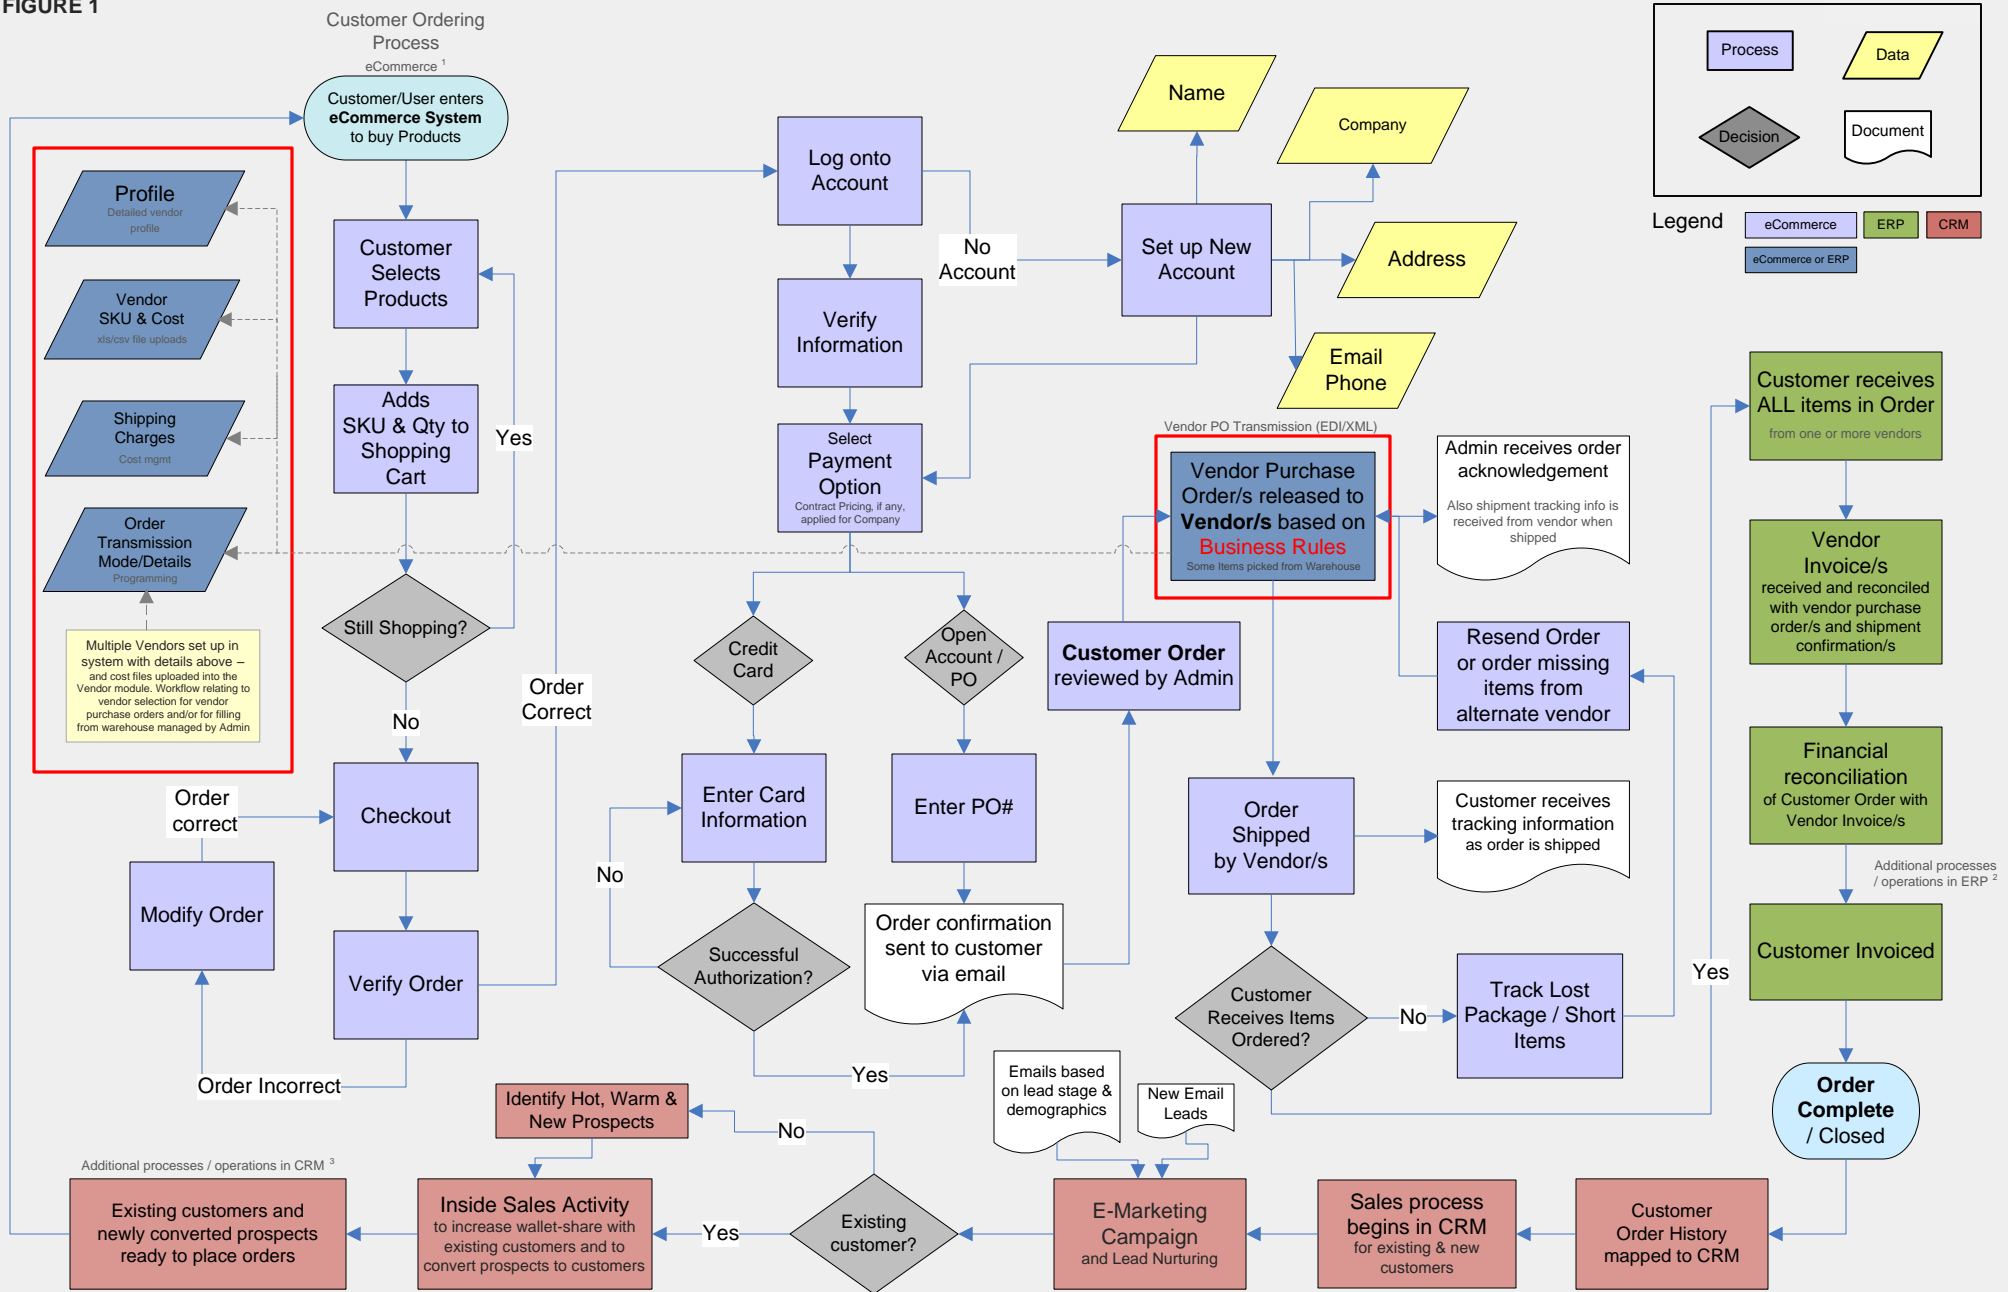 FIGURE 1
Customer Ordering
Process
eCommerce 1
Customer/User enters
eCommerce System
to buy Products
Profile
Detailed vendor
profile
Vendor
SKU & Cost
xls/csv file uploads
Shipping
Charges
Cost mgmt
Order
Transmission
Mode/Details
Programming
Multiple Vendors set up in
system with details above –
and cost files uploaded into the
Vendor module. Workflow relating to
vendor selection for vendor
purchase orders and/or for filling
from warehouse managed by Admin
Customer
Selects
Products
Adds
SKU & Qty to
Shopping
Cart
Yes
Still Shopping?
No
Checkout
Order
correct
Modify Order
Verify Order
Order Incorrect
Order
Correct
Log onto
Account
No
Account
Verify
Information
Select
Payment
Option
Contract Pricing, if any,
applied for Company
Set up New
Account
Name
Company
Address
Email
Phone
Credit
Card
Open
Account /
PO
Enter Card
Information
Enter PO#
No
Successful
Authorization?
Yes
Order confirmation
sent to customer
via email
Customer Order
reviewed by Admin
Vendor PO Transmission (EDI/XML)
Vendor Purchase
Order/s released to
Vendor/s based on
Business Rules
Some Items picked from Warehouse
Admin receives order
acknowledgement
Also shipment tracking info is
received from vendor when
shipped
Resend Order
or order missing
items from
alternate vendor
Order
Shipped
by Vendor/s
Customer receives
tracking information
as order is shipped
Customer
Receives Items
Ordered?
No
Track Lost
Package / Short
Items
Yes
Process
Data
Decision
Document
Legend
eCommerce
ERP
CRM
eCommerce or ERP
Customer receives
ALL items in Order
from one or more vendors
Vendor
Invoice/s
received and reconciled
with vendor purchase
order/s and shipment
confirmation/s
Financial
reconciliation
of Customer Order with
Vendor Invoice/s
Additional processes
/ operations in ERP 2
Customer Invoiced
Order
Complete
/ Closed
Customer
Order History
mapped to CRM
Sales process
begins in CRM
for existing & new
customers
Emails based
on lead stage &
demographics
New Email
Leads
E-Marketing
Campaign
and Lead Nurturing
Existing
customer?
No
Yes
Identify Hot, Warm &
New Prospects
Inside Sales Activity
to increase wallet-share with
existing customers and to
convert prospects to customers
Additional processes / operations in CRM 3
Existing customers and
newly converted prospects
ready to place orders